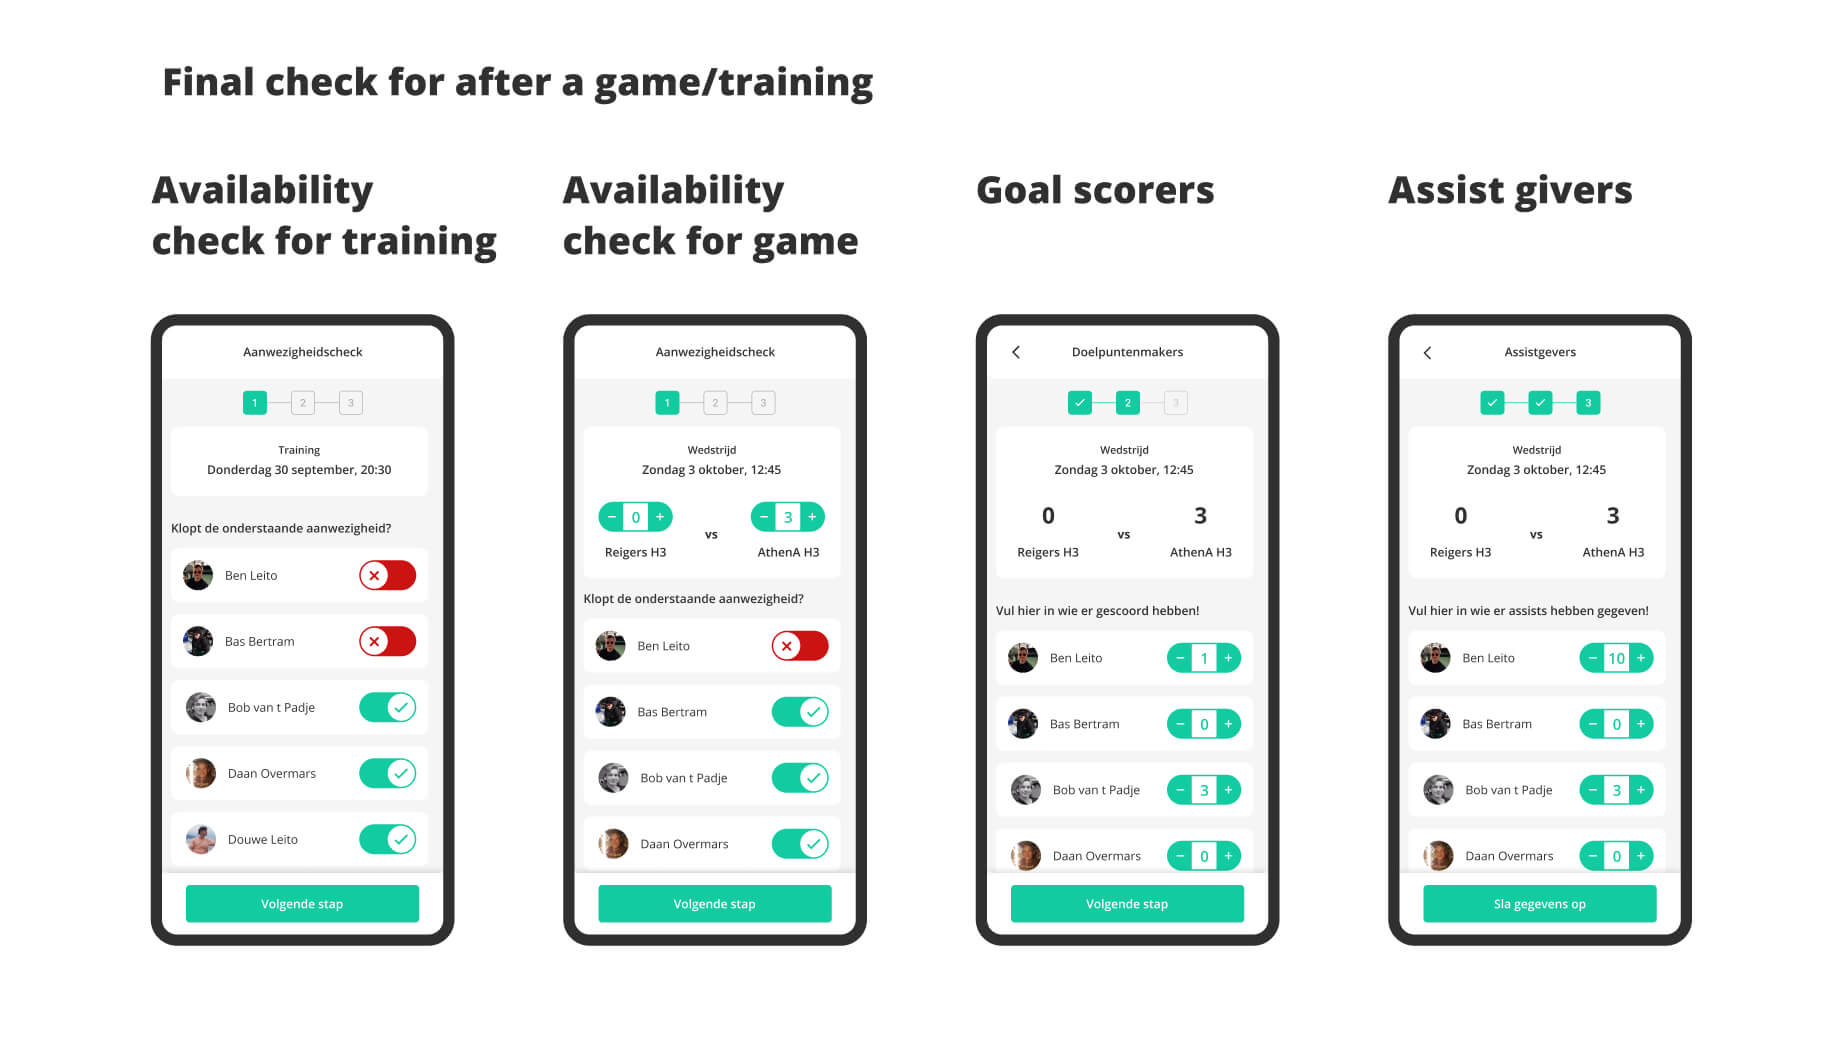 Final check for after a game/training
Availability
check for training
Aanwezigheidscheck
1 2 3
Training
Donderdag 30 september, 20:30
Klopt de onderstaande aanwezigheid?
Ben Leito
Bas Bertram
Bob van t Padje
Daan Overmars
Douwe Leito
Volgende stap
Availability
check for game
Aanwezigheidscheck
1 2 3
Wedstrijd
Zondag 3 oktober, 12:45
− 0 + vs − 3 +
Reigers H3 AthenA H3
Klopt de onderstaande aanwezigheid?
Ben Leito
Bas Bertram
Bob van t Padje
Daan Overmars
Volgende stap
Goal scorers
Doelpuntenmakers
2 3
Wedstrijd
Zondag 3 oktober, 12:45
0 vs 3
Reigers H3 AthenA H3
Vul hier in wie er gescoord hebben!
Ben Leito − 1 +
Bas Bertram − 0 +
Bob van t Padje − 3 +
Daan Overmars − 0 +
Volgende stap
Assist givers
Assistgevers
3
Wedstrijd
Zondag 3 oktober, 12:45
0 vs 3
Reigers H3 AthenA H3
Vul hier in wie er assists hebben gegeven!
Ben Leito − 10 +
Bas Bertram − 0 +
Bob van t Padje − 3 +
Daan Overmars − 0 +
Sla gegevens op